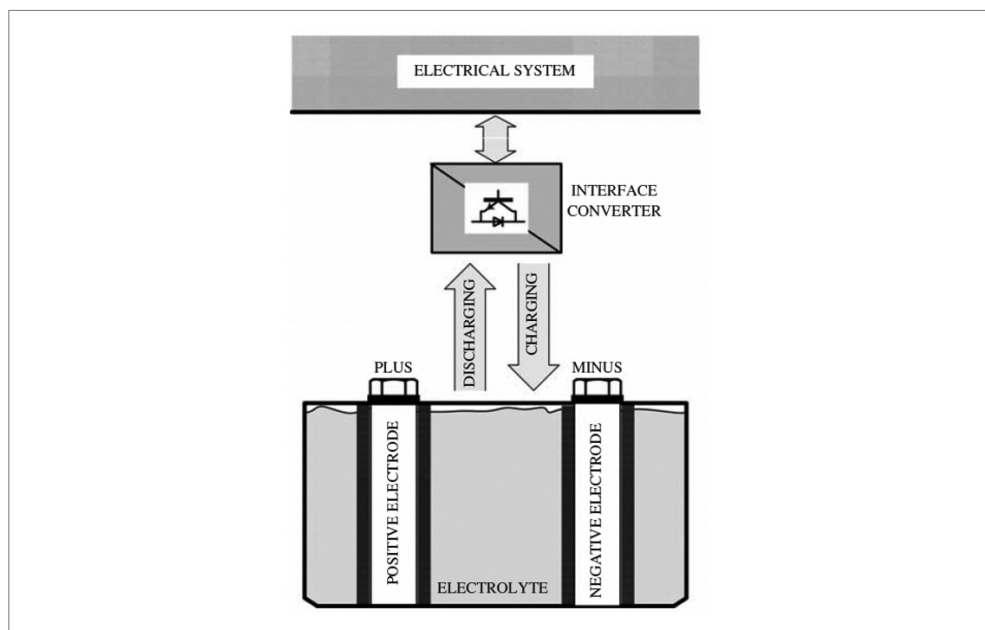 ELECTRICAL SYSTEM
INTERFACE
CONVERTER
DISCHARGING
CHARGING
PLUS
MINUS
POSITIVE ELECTRODE
NEGATIVE ELECTRODE
ELECTROLYTE